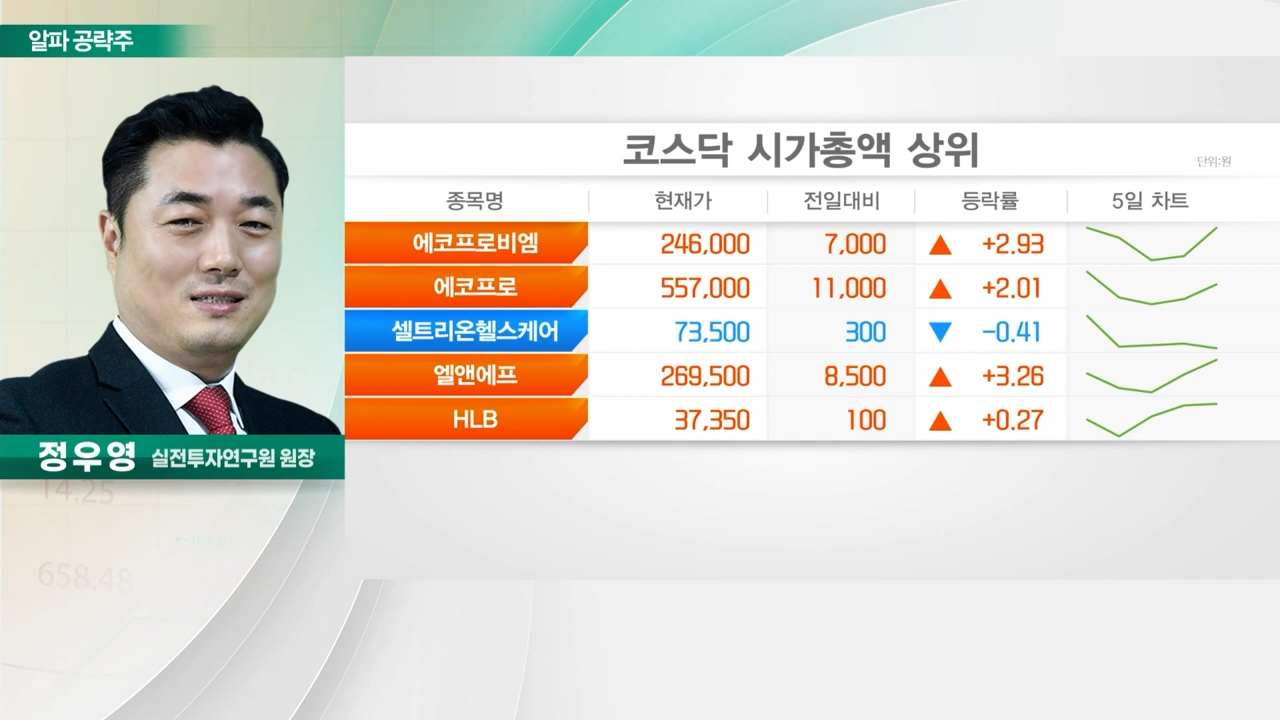 알파 공략주
코스닥 시가총액 상위
단위:원
종목명 현재가 전일대비 등락률 5일 차트
에코프로비엠 246,000 7,000 ▲ +2.93
에코프로 557,000 11,000 ▲ +2.01
셀트리온헬스케어 73,500 300 ▼ -0.41
엘앤에프 269,500 8,500 ▲ +3.26
HLB 37,350 100 ▲ +0.27
정우영 실전투자연구원 원장
14.25
658.48